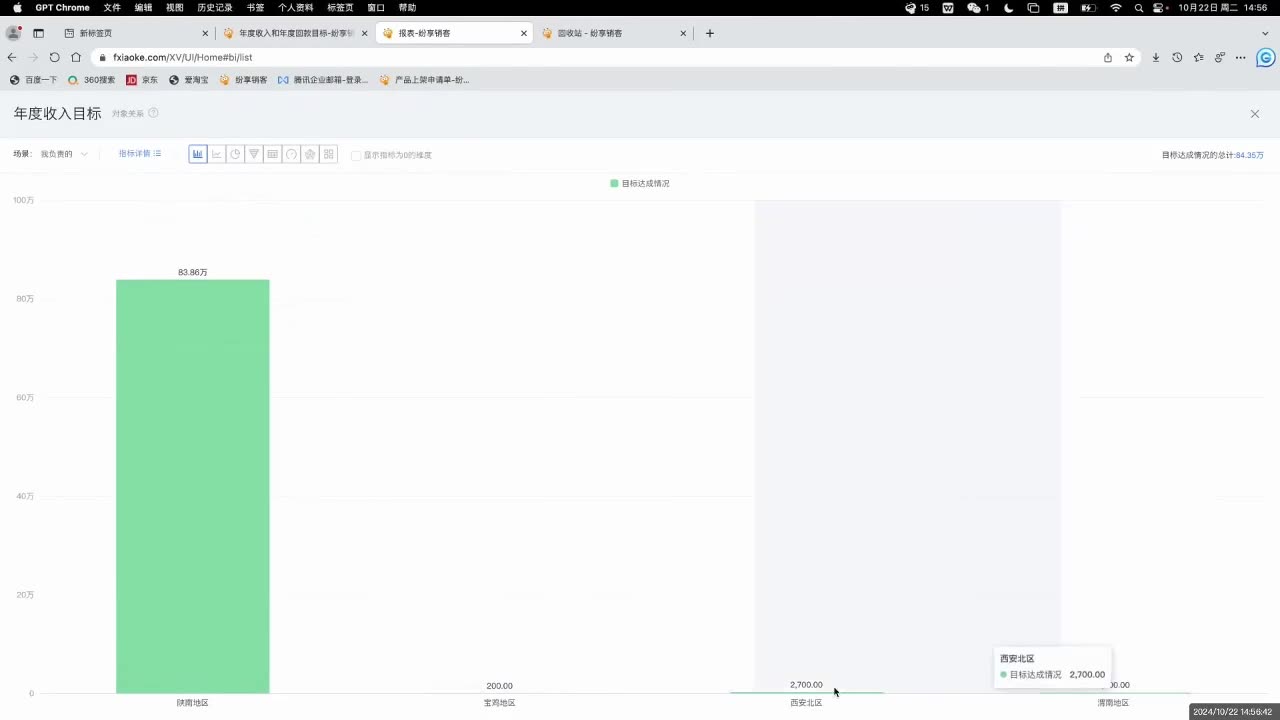 GPT Chrome 文件 编辑 视图 历史记录 书签 个人资料 标签页 窗口 帮助 15 1 拼 10月22日 周二 14:56
新标签页 年度收入和年度回款目标-纷享销 报表-纷享销客 回收站 - 纷享销客
fxiaoke.com/XV/UI/Home#bi/list
百度一下 360搜索 JD 京东 爱淘宝 纷享销客 腾讯企业邮箱-登录... 产品上架申请单-纷...
年度收入目标 对象关系 ?
场景: 我负责的 指标详情 显示指标为0的维度 目标达成情况的总计:84.35万
目标达成情况
100万
83.86万
80万
60万
40万
20万
西安北区
目标达成情况 2,700.00
200.00 2,700.00 00.00
0
陕南地区 宝鸡地区 西安北区 渭南地区
2024/10/22 14:56:42